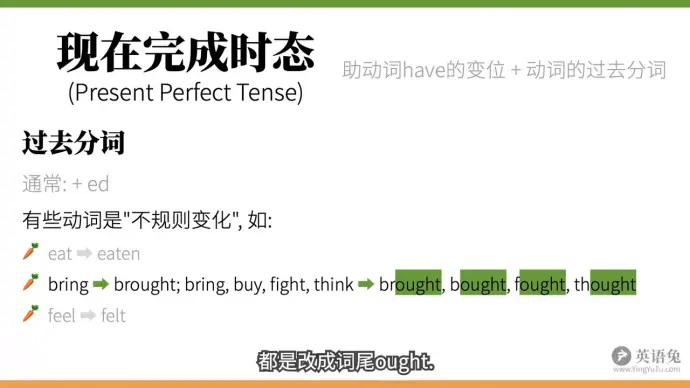 现在完成时态
(Present Perfect Tense)
助动词have的变位 + 动词的过去分词
过去分词
通常: + ed
有些动词是"不规则变化", 如:
eat ➡ eaten
bring ➡ brought; bring, buy, fight, think ➡ brought, bought, fought, thought
feel ➡ felt
都是改成词尾ought.
英语兔
www.YingYuTu.com